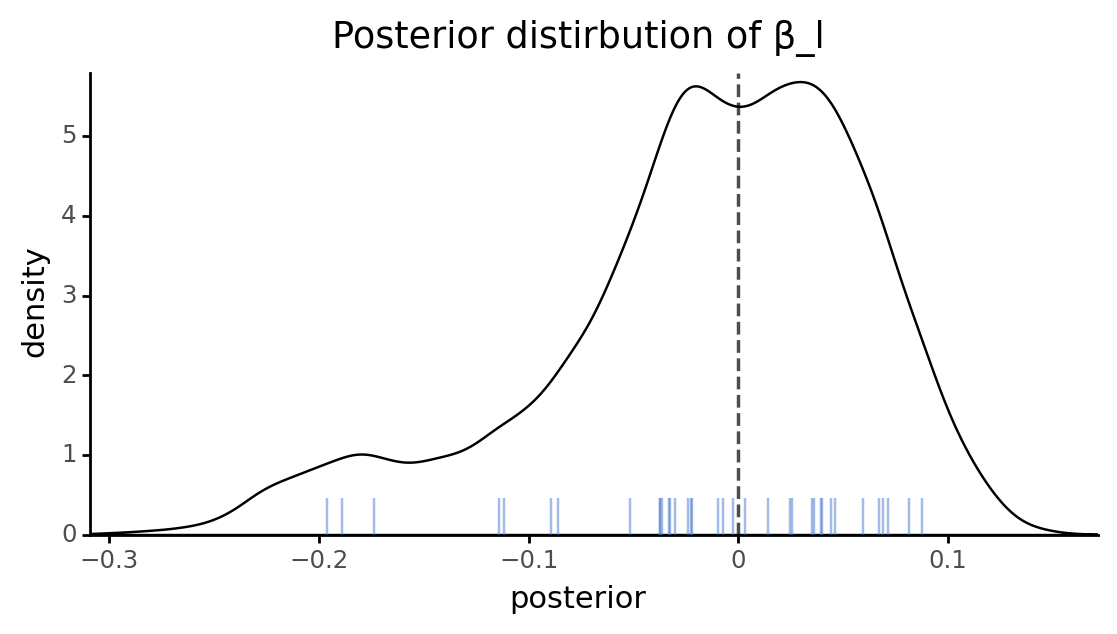 Posterior distirbution of β_l
density
5
4
3
2
1
0
−0.3 −0.2 −0.1 0 0.1
posterior